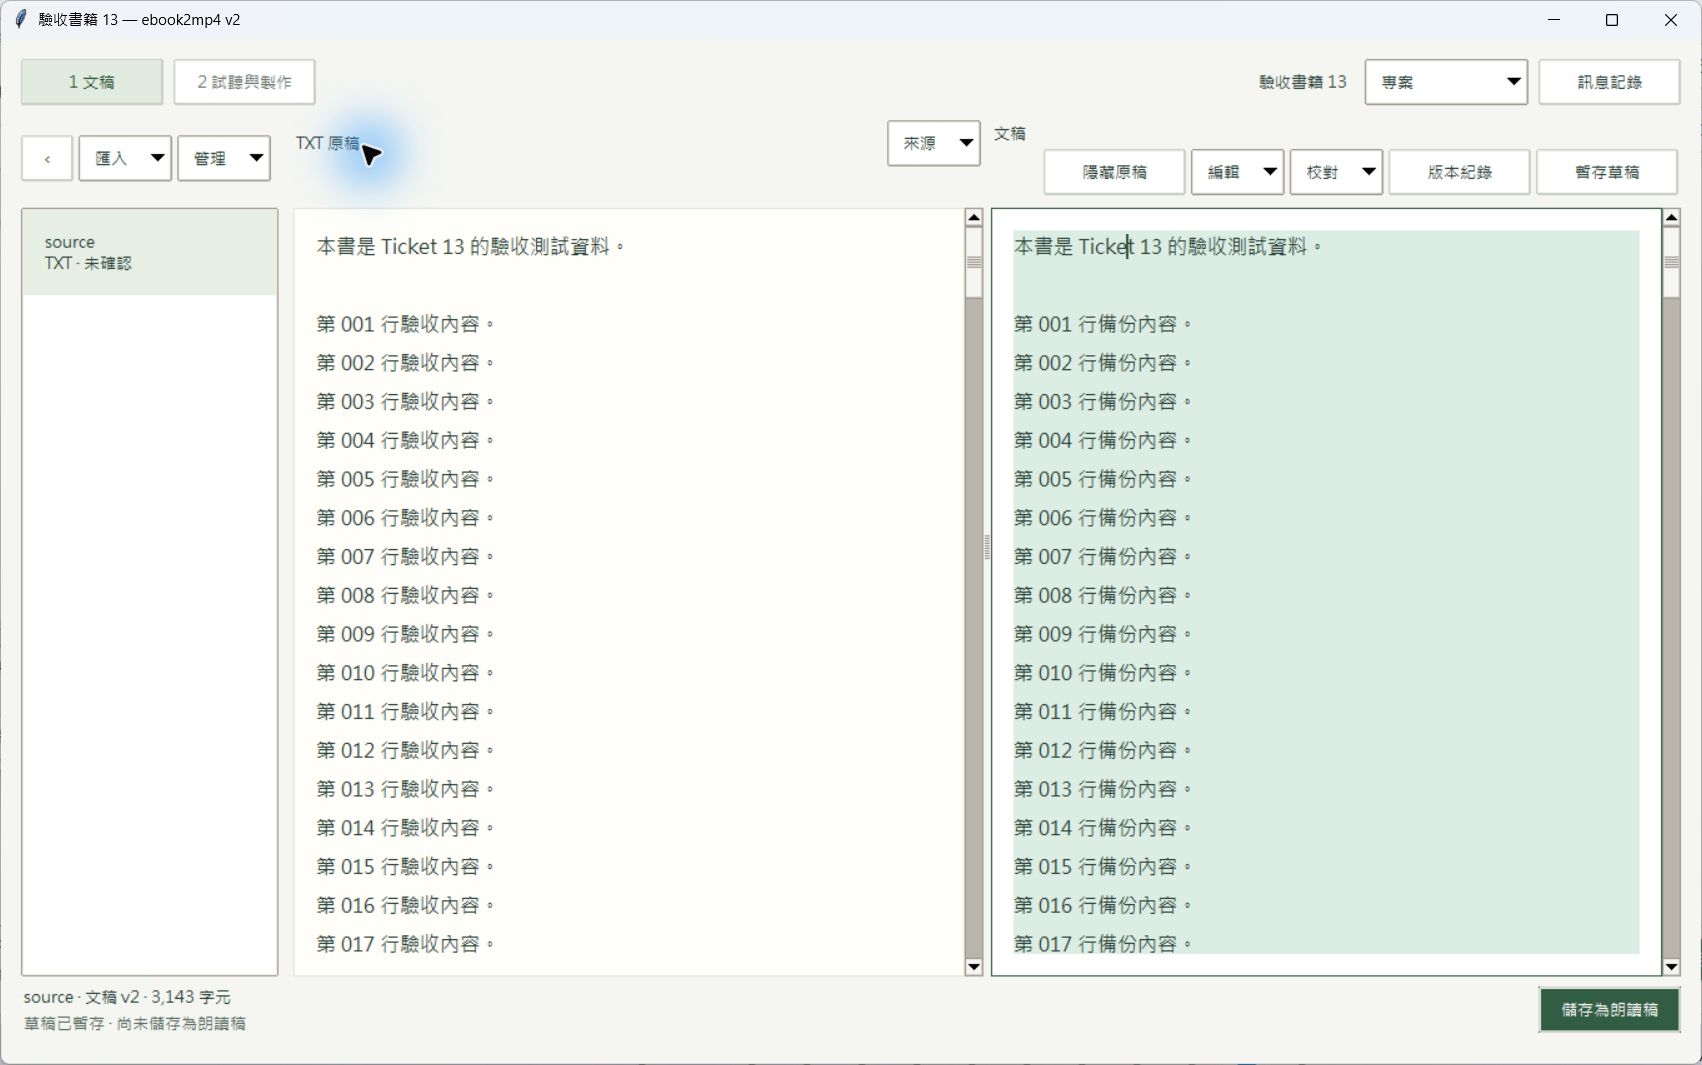 驗收書籍 13 — ebook2mp4 v2
1 文稿
2 試聽與製作
驗收書籍 13
專案
訊息記錄
‹
匯入
管理
TXT 原稿
來源
文稿
隱藏原稿
編輯
校對
版本紀錄
暫存草稿
source
TXT · 未確認
本書是 Ticket 13 的驗收測試資料。
第 001 行驗收內容。
第 002 行驗收內容。
第 003 行驗收內容。
第 004 行驗收內容。
第 005 行驗收內容。
第 006 行驗收內容。
第 007 行驗收內容。
第 008 行驗收內容。
第 009 行驗收內容。
第 010 行驗收內容。
第 011 行驗收內容。
第 012 行驗收內容。
第 013 行驗收內容。
第 014 行驗收內容。
第 015 行驗收內容。
第 016 行驗收內容。
第 017 行驗收內容。
本書是 Ticket 13 的驗收測試資料。
第 001 行備份內容。
第 002 行備份內容。
第 003 行備份內容。
第 004 行備份內容。
第 005 行備份內容。
第 006 行備份內容。
第 007 行備份內容。
第 008 行備份內容。
第 009 行備份內容。
第 010 行備份內容。
第 011 行備份內容。
第 012 行備份內容。
第 013 行備份內容。
第 014 行備份內容。
第 015 行備份內容。
第 016 行備份內容。
第 017 行備份內容。
source · 文稿 v2 · 3,143 字元
草稿已暫存 · 尚未儲存為朗讀稿
儲存為朗讀稿